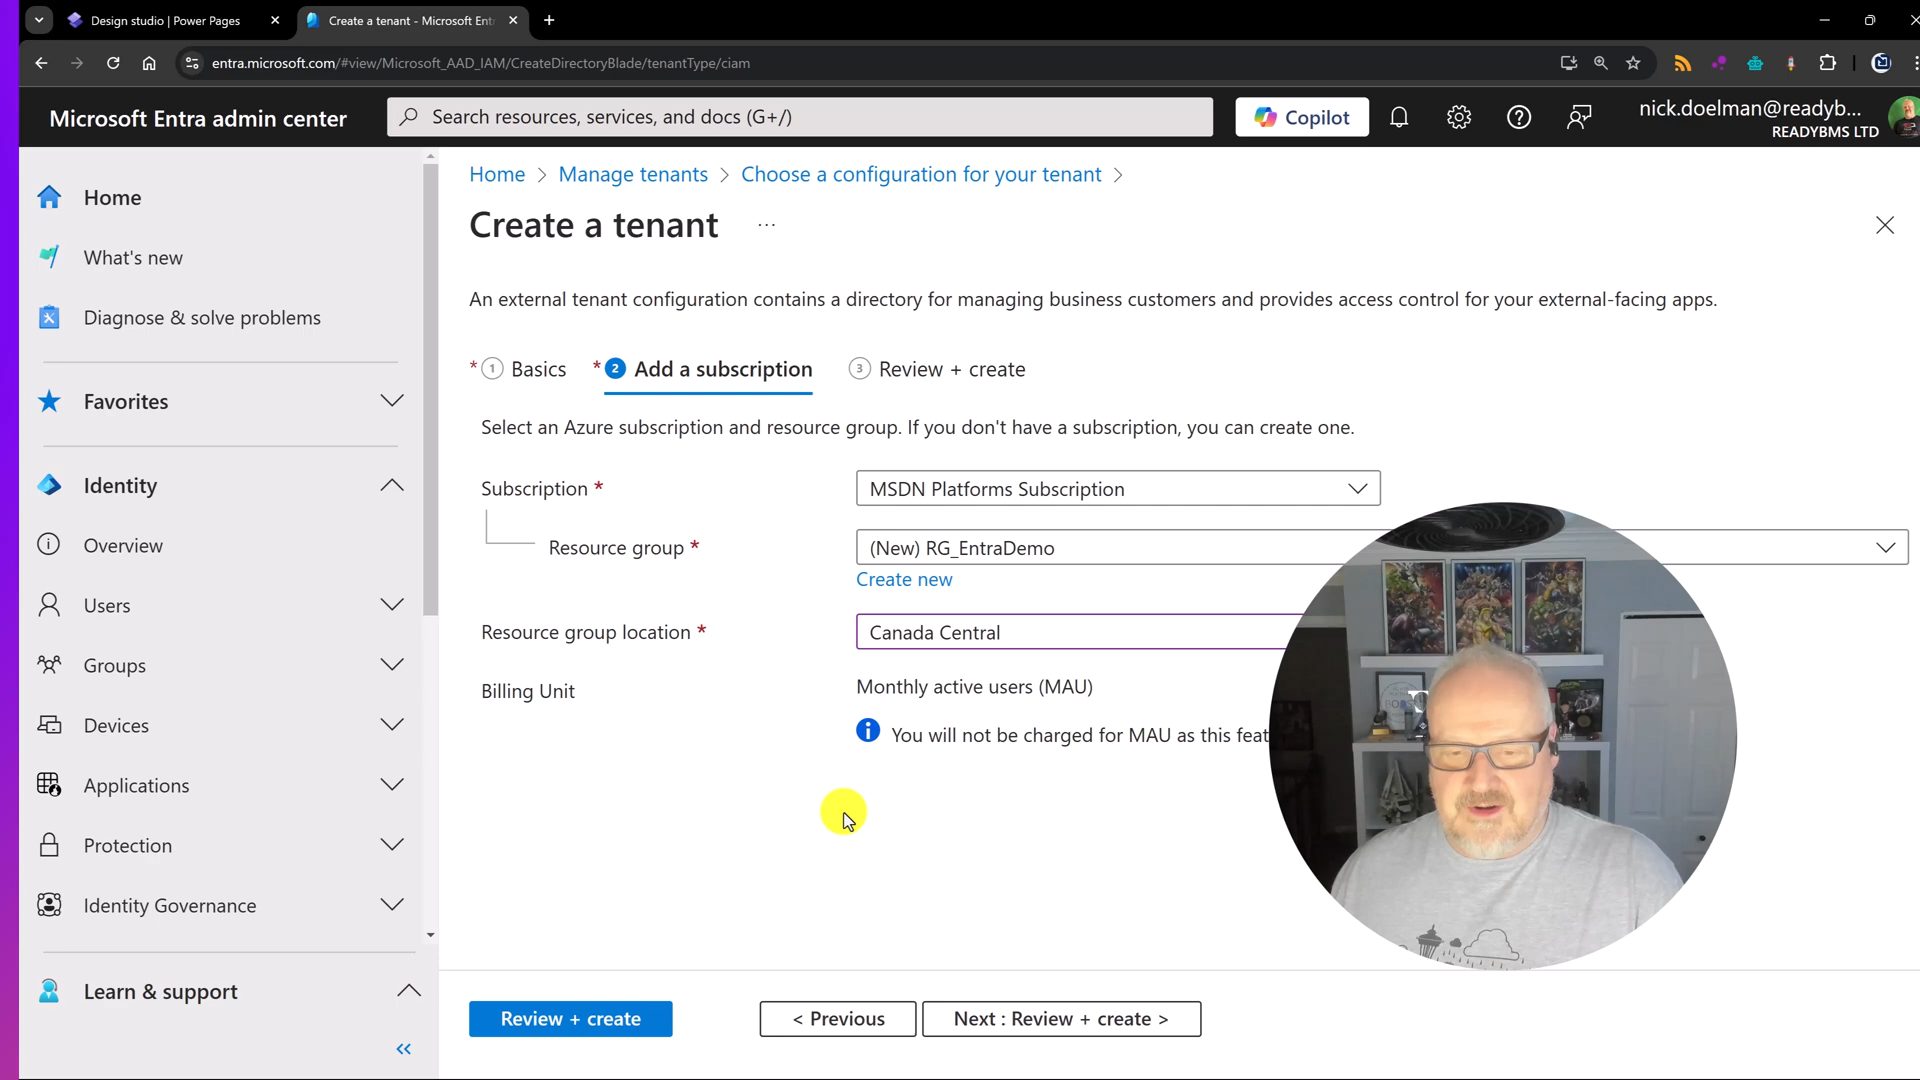 Design studio | Power Pages
Create a tenant - Microsoft Ent
entra.microsoft.com/#view/Microsoft_AAD_IAM/CreateDirectoryBlade/tenantType/ciam
Microsoft Entra admin center
Search resources, services, and docs (G+/)
Copilot
nick.doelman@readyb...
READYBMS LTD
Home
What's new
Diagnose & solve problems
Favorites
Identity
Overview
Users
Groups
Devices
Applications
Protection
Identity Governance
Learn & support
Home > Manage tenants > Choose a configuration for your tenant >
Create a tenant ...
An external tenant configuration contains a directory for managing business customers and provides access control for your external-facing apps.
* 1 Basics * 2 Add a subscription 3 Review + create
Select an Azure subscription and resource group. If you don't have a subscription, you can create one.
Subscription *
MSDN Platforms Subscription
Resource group *
(New) RG_EntraDemo
Create new
Resource group location *
Canada Central
Billing Unit
Monthly active users (MAU)
You will not be charged for MAU as this feat
Review + create
< Previous
Next : Review + create >